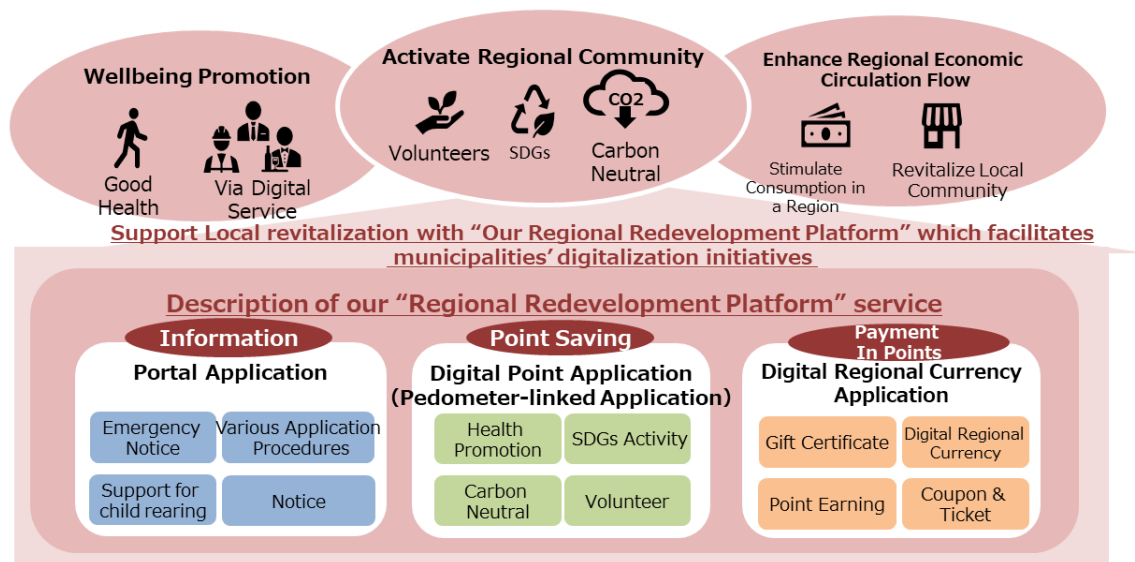 Wellbeing Promotion
Good
Health
Via Digital
Service
Activate Regional Community
Volunteers
SDGs
CO2
Carbon
Neutral
Enhance Regional Economic
Circulation Flow
Stimulate
Consumption in
a Region
Revitalize Local
Community
Support Local revitalization with “Our Regional Redevelopment Platform” which facilitates
municipalities’ digitalization initiatives
Description of our “Regional Redevelopment Platform” service
Information
Portal Application
Emergency
Notice
Various Application
Procedures
Support for
child rearing
Notice
Point Saving
Digital Point Application
(Pedometer-linked Application)
Health
Promotion
SDGs Activity
Carbon
Neutral
Volunteer
Payment
In Points
Digital Regional Currency
Application
Gift Certificate
Digital Regional
Currency
Point Earning
Coupon &
Ticket